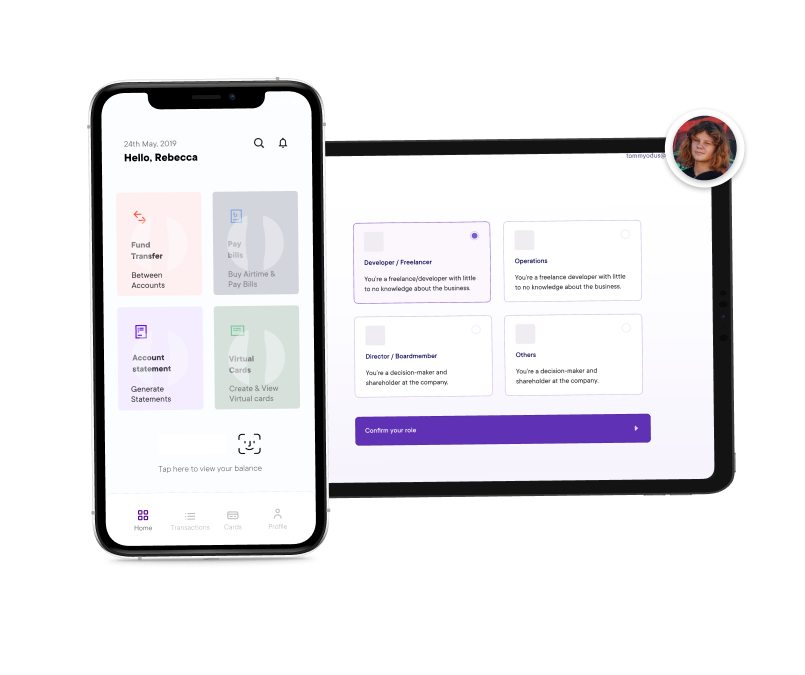 24th May, 2019
Hello, Rebecca
Fund
Transfer
Between
Accounts
Pay
bills
Buy Airtime &
Pay Bills
Account
statement
Generate
Statements
Virtual
Cards
Create & View
Virtual cards
Tap here to view your balance
Home
Transactions
Cards
Profile
Developer / Freelancer
You're a freelance/developer with little
to no knowledge about the business.
Operations
You're a freelance developer with little
to no knowledge about the business.
Director / Boardmember
You're a decision-maker and
shareholder at the company.
Others
You're a decision-maker and
shareholder at the company.
Confirm your role